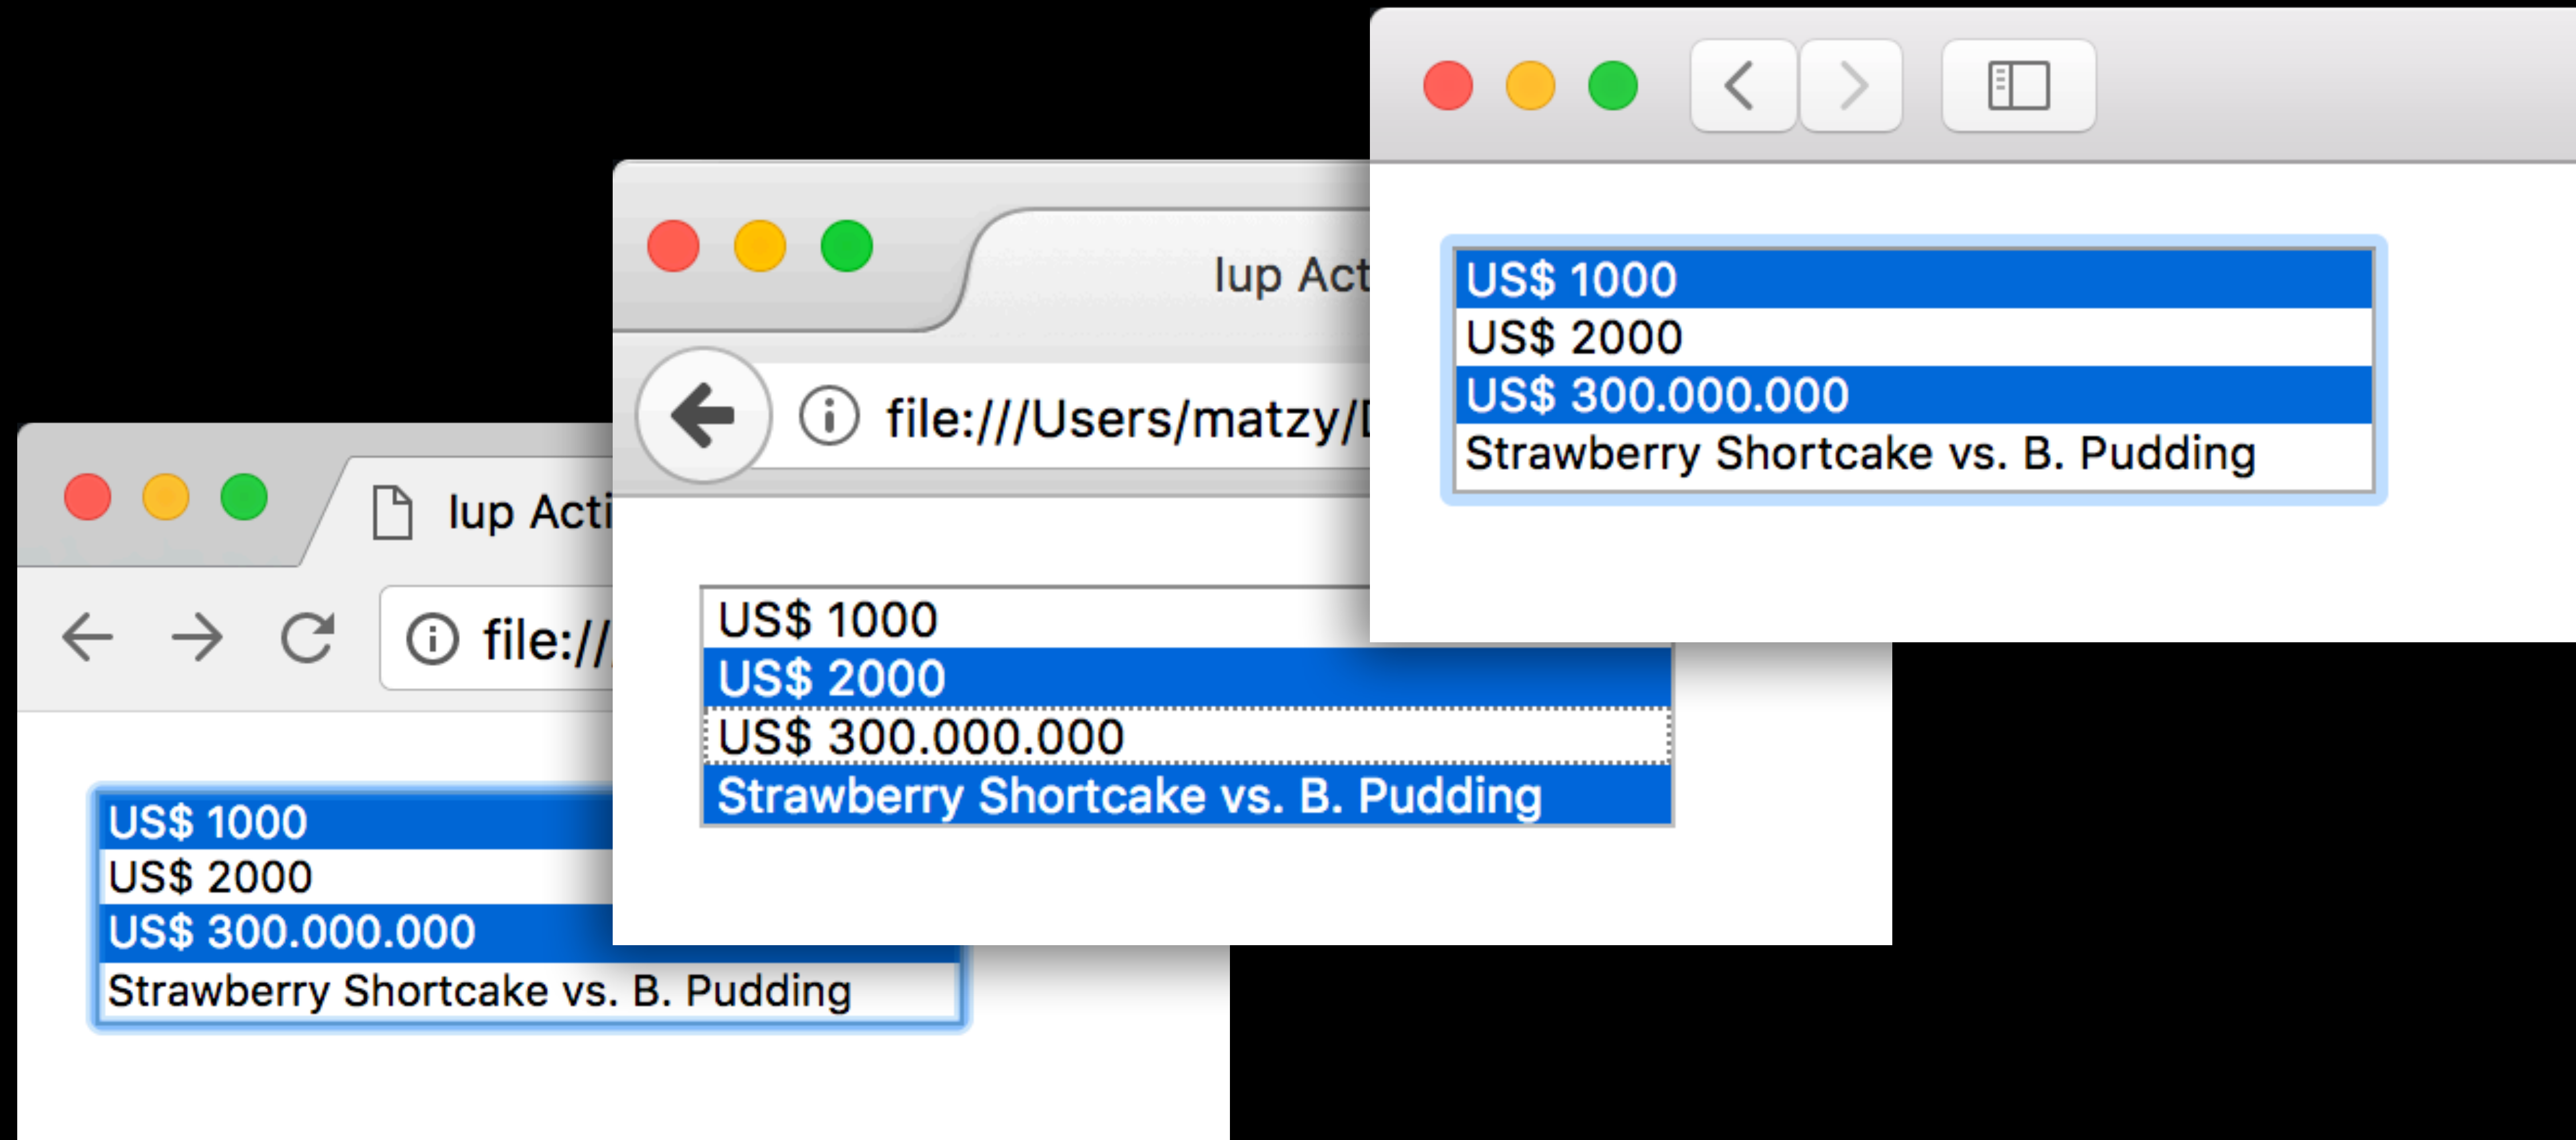 Iup Acti
file://
US$ 1000
US$ 2000
US$ 300.000.000
Strawberry Shortcake vs. B. Pudding
Iup Act
file:///Users/matzy/D
US$ 1000
US$ 2000
US$ 300.000.000
Strawberry Shortcake vs. B. Pudding
US$ 1000
US$ 2000
US$ 300.000.000
Strawberry Shortcake vs. B. Pudding